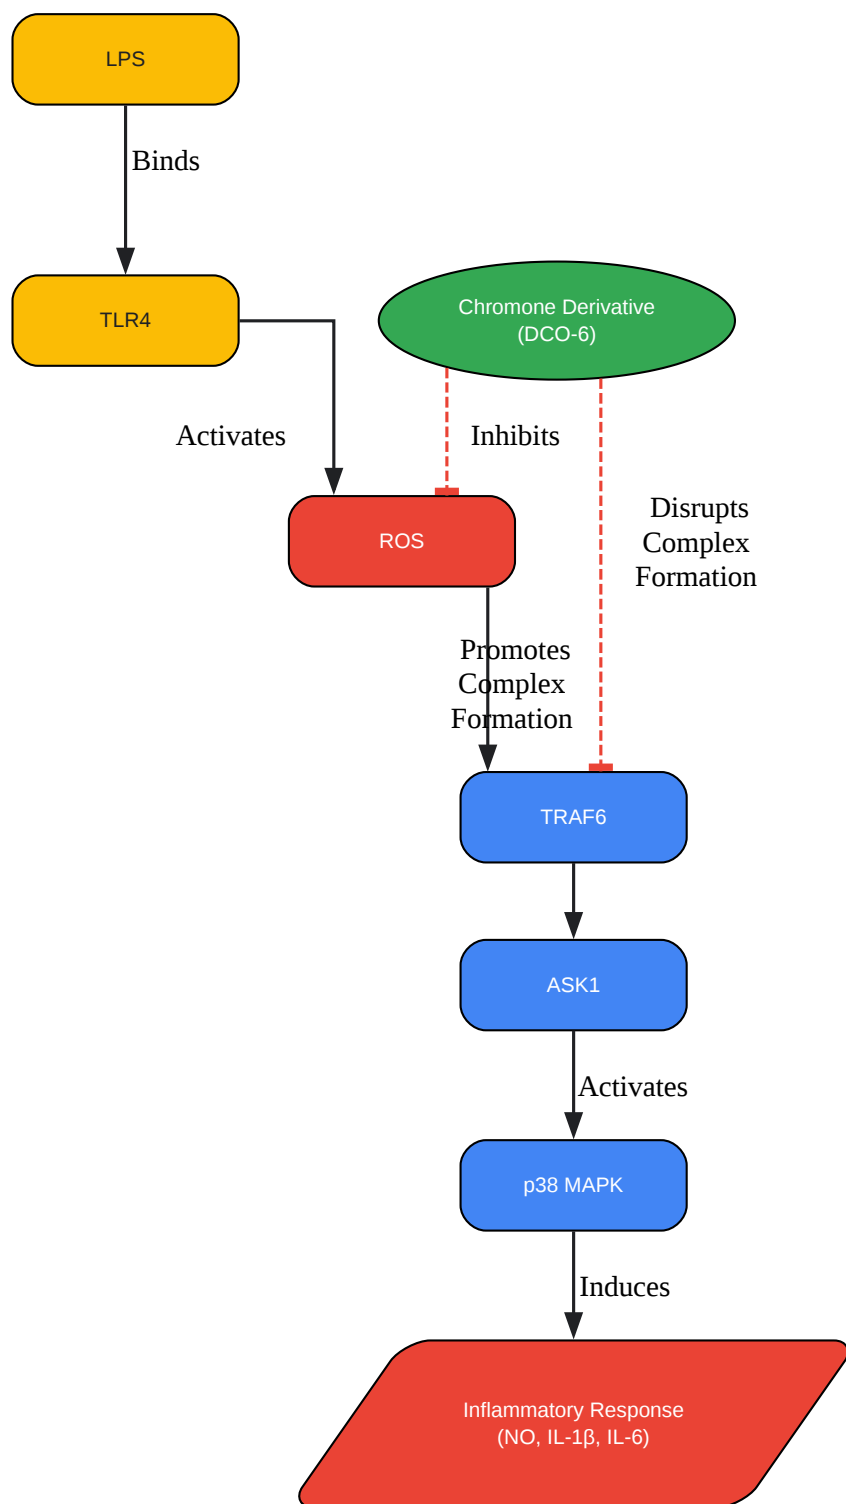 LPS
Binds
TLR4
Chromone Derivative
(DCO-6)
Activates
Inhibits
Disrupts
Complex
Formation
ROS
Promotes
Complex
Formation
TRAF6
ASK1
Activates
p38 MAPK
Induces
Inflammatory Response
(NO, IL-1β, IL-6)